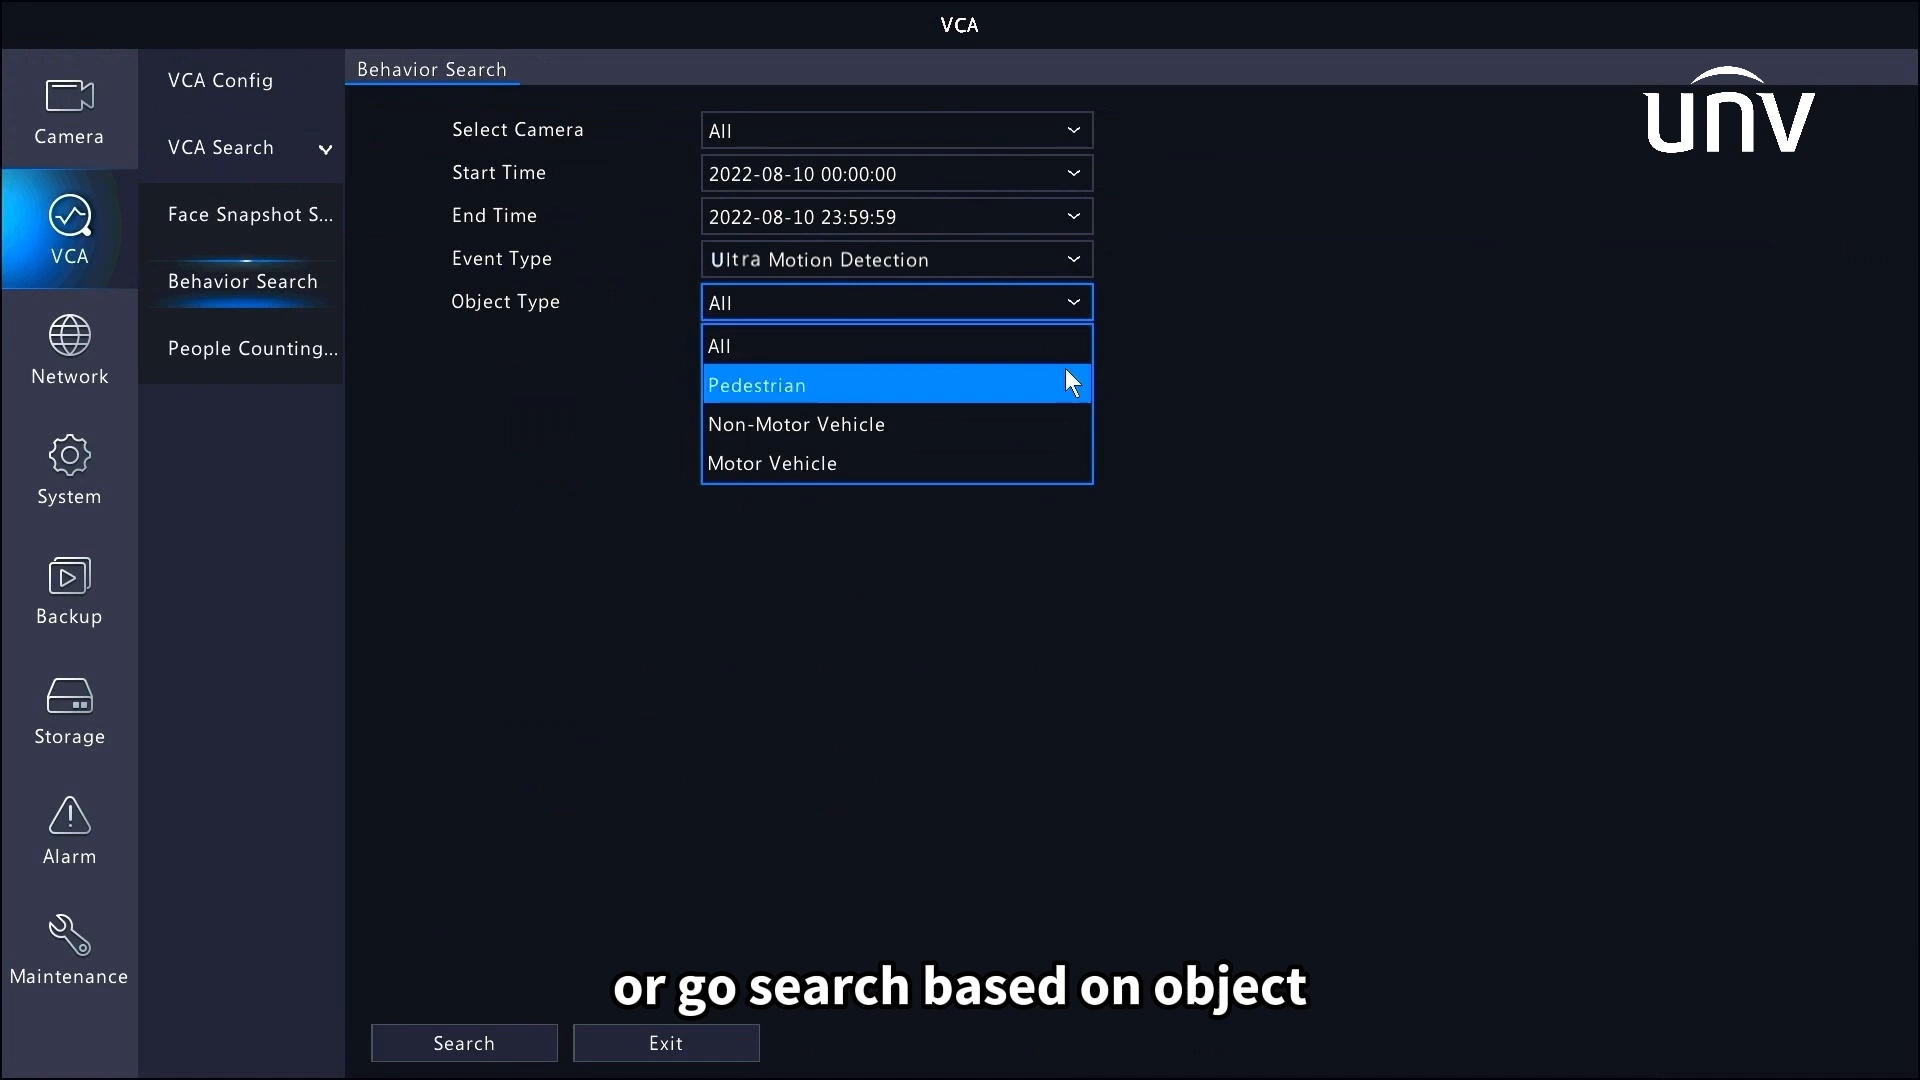 VCA
Camera
VCA
Network
System
Backup
Storage
Alarm
Maintenance
VCA Config
VCA Search
Face Snapshot S...
Behavior Search
People Counting...
Behavior Search
unv
Select Camera All
Start Time 2022-08-10 00:00:00
End Time 2022-08-10 23:59:59
Event Type Ultra Motion Detection
Object Type All
All
Pedestrian
Non-Motor Vehicle
Motor Vehicle
or go search based on object
Search Exit